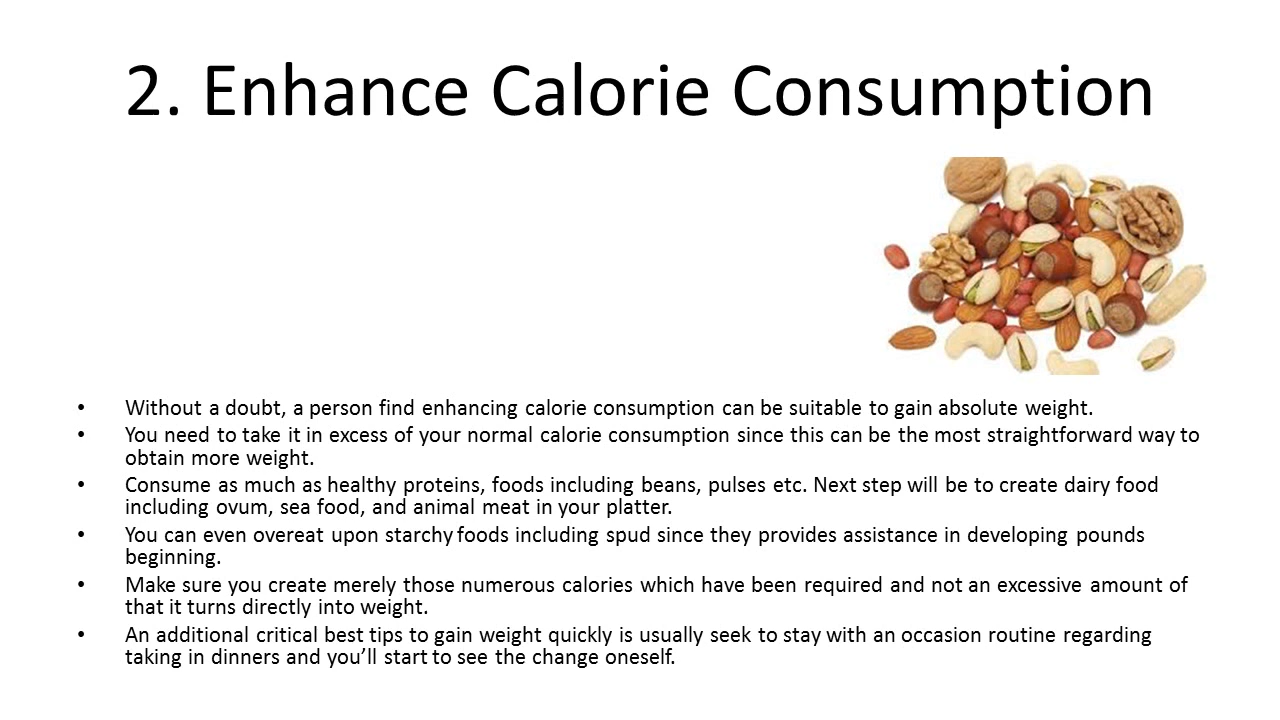 2. Enhance Calorie Consumption
• Without a doubt, a person find enhancing calorie consumption can be suitable to gain absolute weight.
• You need to take it in excess of your normal calorie consumption since this can be the most straightforward way to
obtain more weight.
• Consume as much as healthy proteins, foods including beans, pulses etc. Next step will be to create dairy food
including ovum, sea food, and animal meat in your platter.
• You can even overeat upon starchy foods including spud since they provides assistance in developing pounds
beginning.
• Make sure you create merely those numerous calories which have been required and not an excessive amount of
that it turns directly into weight.
• An additional critical best tips to gain weight quickly is usually seek to stay with an occasion routine regarding
taking in dinners and you’ll start to see the change oneself.